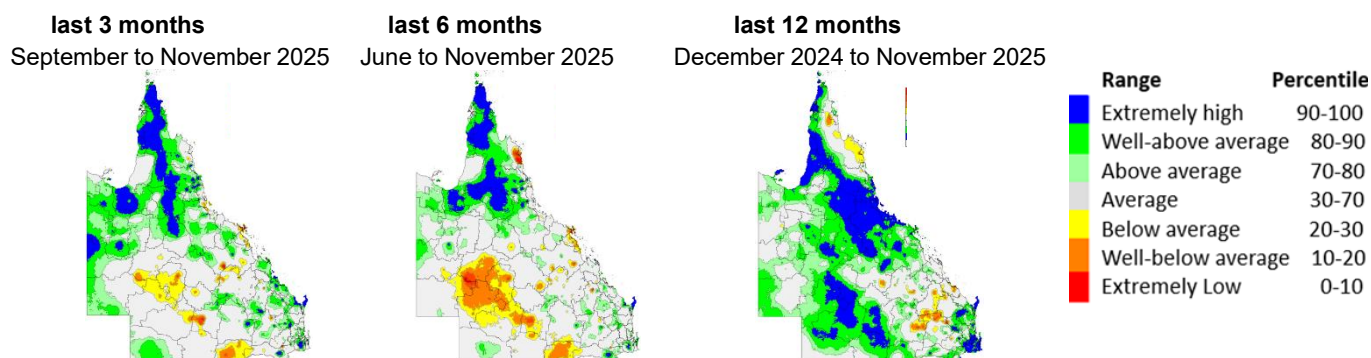 last 3 months
September to November 2025
last 6 months
June to November 2025
last 12 months
December 2024 to November 2025
Range Percentile
Extremely high 90-100
Well-above average 80-90
Above average 70-80
Average 30-70
Below average 20-30
Well-below average 10-20
Extremely Low 0-10